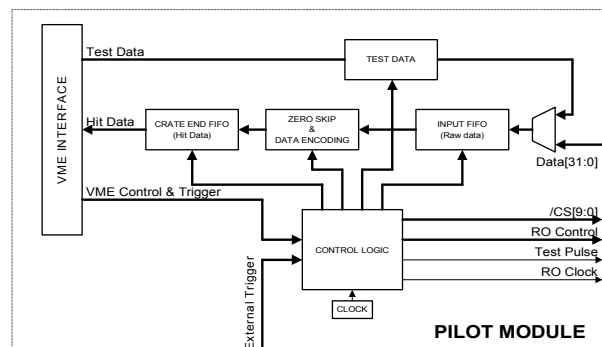 VME INTERFACE
Test Data
TEST DATA
Hit Data
CRATE END FIFO
(Hit Data)
ZERO SKIP
&
DATA ENCODING
INPUT FIFO
(Raw data)
Data[31:0]
VME Control & Trigger
CONTROL LOGIC
/CS[9:0]
RO Control
Test Pulse
RO Clock
External Trigger
CLOCK
PILOT MODULE